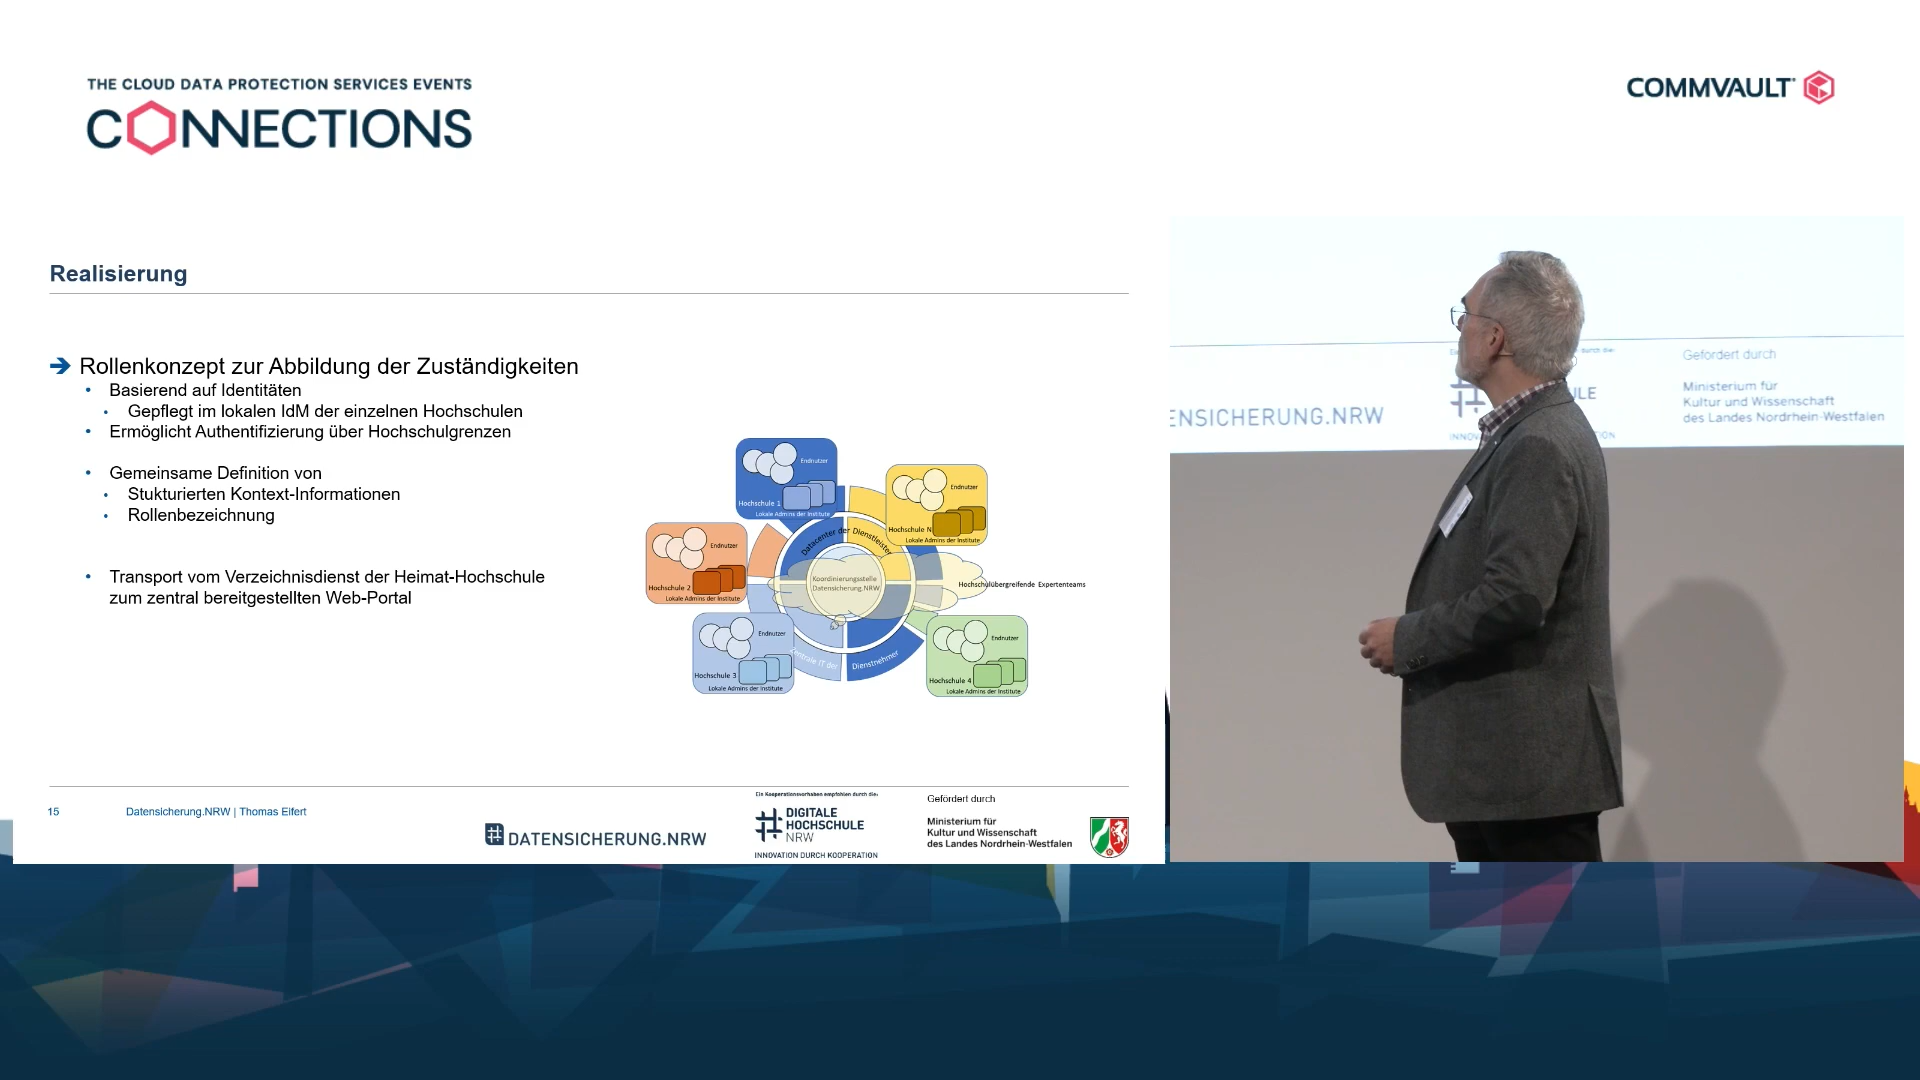 THE CLOUD DATA PROTECTION SERVICES EVENTS
CONNECTIONS
COMMVAULT
Realisierung
Rollenkonzept zur Abbildung der Zuständigkeiten
• Basierend auf Identitäten
• Gepflegt im lokalen IdM der einzelnen Hochschulen
• Ermöglicht Authentifizierung über Hochschulgrenzen
• Gemeinsame Definition von
• Stukturierten Kontext-Informationen
• Rollenbezeichnung
• Transport vom Verzeichnisdienst der Heimat-Hochschule
zum zentral bereitgestellten Web-Portal
Endnutzer
Hochschule 1
Lokale Admins der Institute
Endnutzer
Hochschule N
Lokale Admins der Institute
Endnutzer
Hochschule 2
Lokale Admins der Institute
Datacenter der Dienstleister
Koordinierungsstelle
Datensicherung.NRW
Hochschulübergreifende Expertenteams
Endnutzer
Hochschule 3
Lokale Admins der Institute
Zentrale IT der Dienstnehmer
Endnutzer
Hochschule 4
Lokale Admins der Institute
15
Datensicherung.NRW | Thomas Eifert
DATENSICHERUNG.NRW
Ein Kooperationsvorhaben empfohlen durch die:
DIGITALE
HOCHSCHULE
NRW
INNOVATION DURCH KOOPERATION
Gefördert durch
Ministerium für
Kultur und Wissenschaft
des Landes Nordrhein-Westfalen
ENSICHERUNG.NRW
durch die:
ULE
INNOV
ION
Gefördert durch
Ministerium für
Kultur und Wissenschaft
des Landes Nordrhein-Westfalen